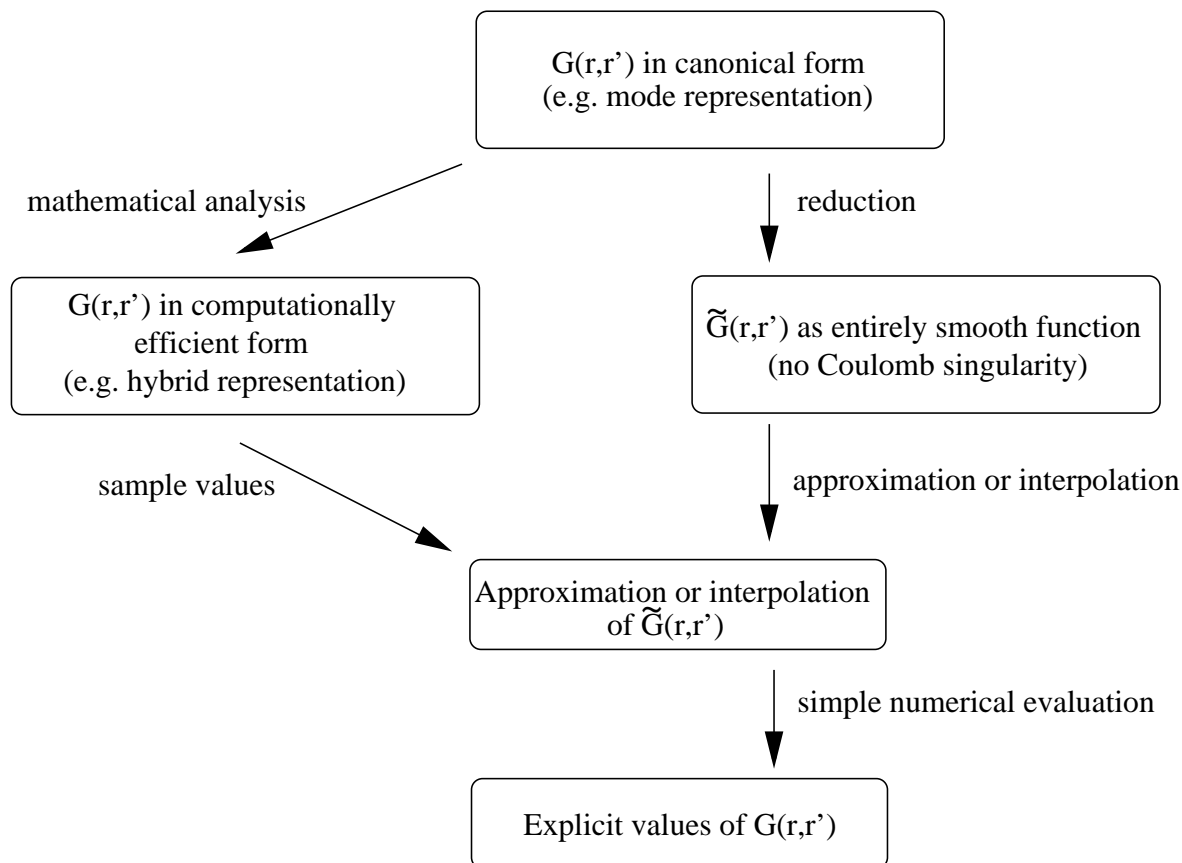 G(r,r’) in canonical form
(e.g. mode representation)
mathematical analysis
reduction
G(r,r’) in computationally
efficient form
(e.g. hybrid representation)
G̃(r,r’) as entirely smooth function
(no Coulomb singularity)
sample values
approximation or interpolation
Approximation or interpolation
of G̃(r,r’)
simple numerical evaluation
Explicit values of G(r,r’)